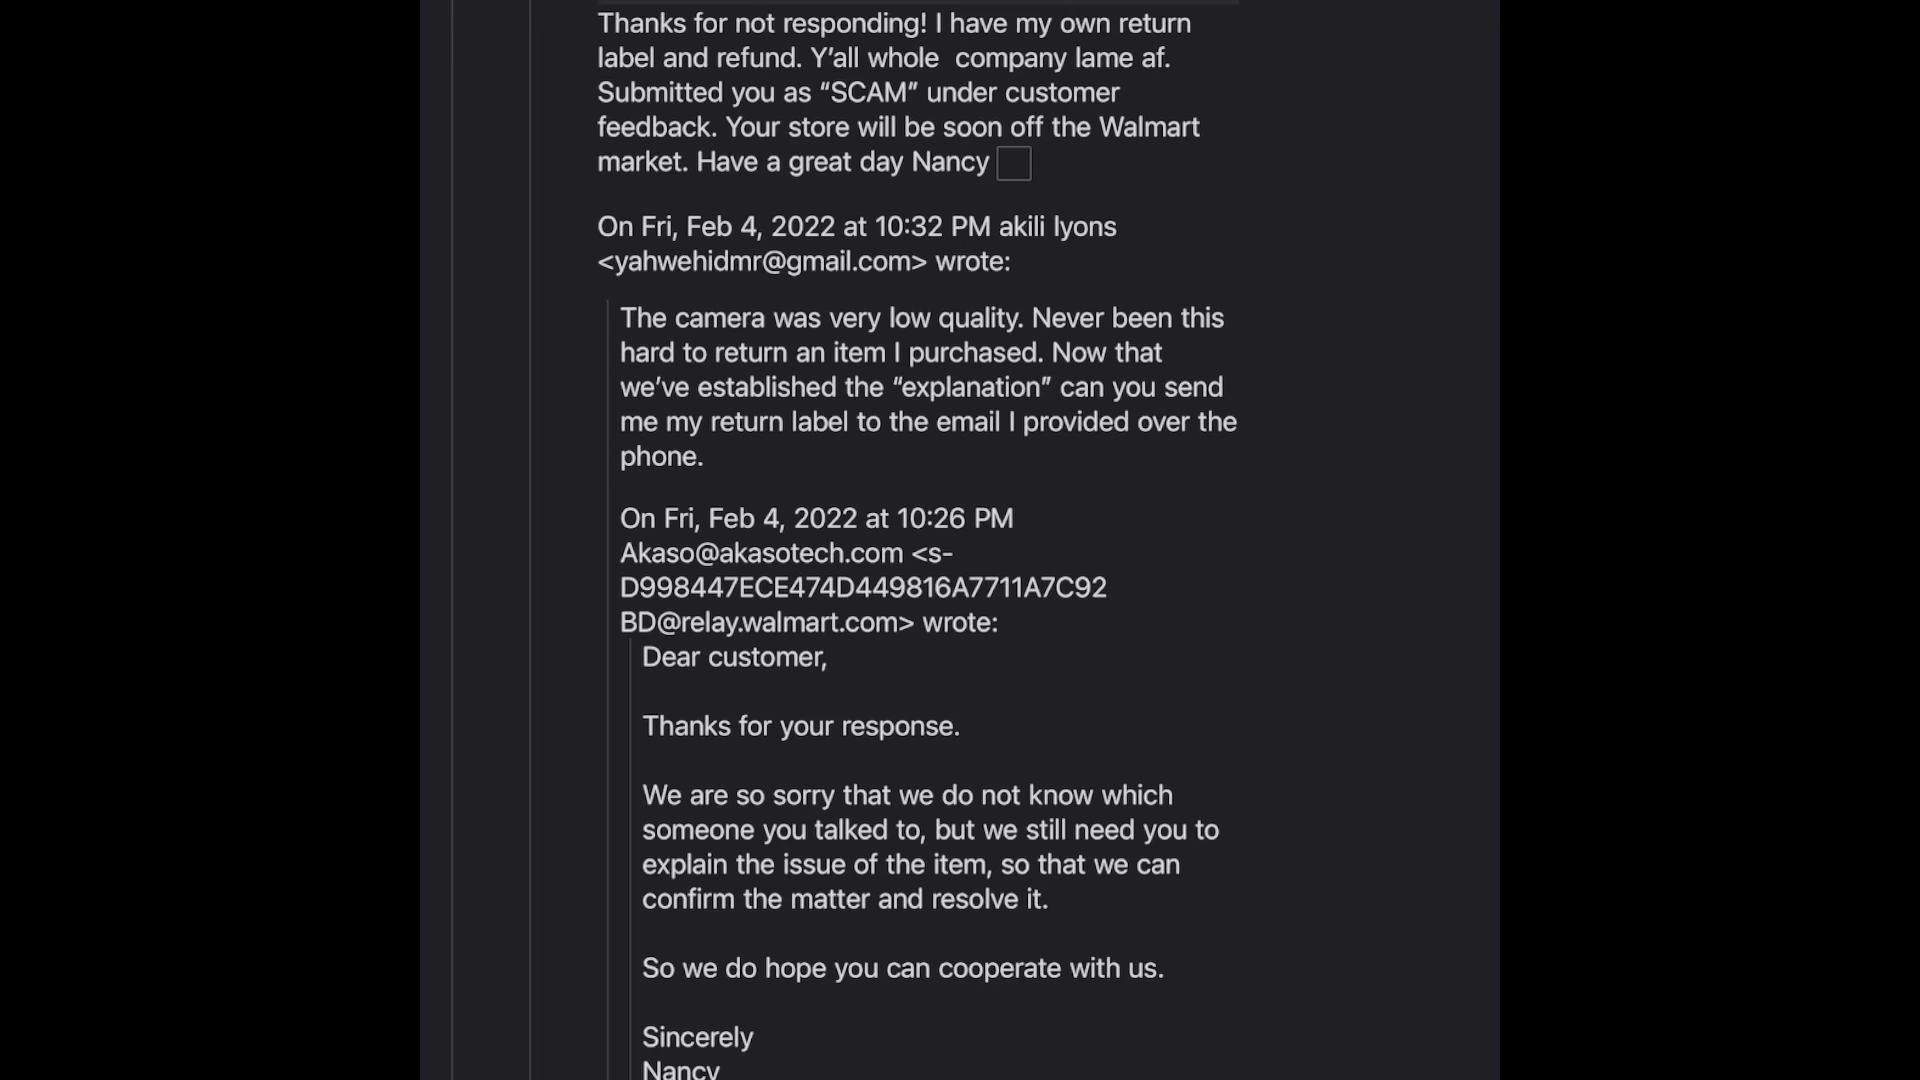 Thanks for not responding! I have my own return
label and refund. Y’all whole  company lame af.
Submitted you as “SCAM” under customer
feedback. Your store will be soon off the Walmart
market. Have a great day Nancy
On Fri, Feb 4, 2022 at 10:32 PM akili lyons
<yahwehidmr@gmail.com> wrote:
The camera was very low quality. Never been this
hard to return an item I purchased. Now that
we’ve established the “explanation” can you send
me my return label to the email I provided over the
phone.
On Fri, Feb 4, 2022 at 10:26 PM
Akaso@akasotech.com <s-
D998447ECE474D449816A7711A7C92
BD@relay.walmart.com> wrote:
Dear customer,
Thanks for your response.
We are so sorry that we do not know which
someone you talked to, but we still need you to
explain the issue of the item, so that we can
confirm the matter and resolve it.
So we do hope you can cooperate with us.
Sincerely
Nancy